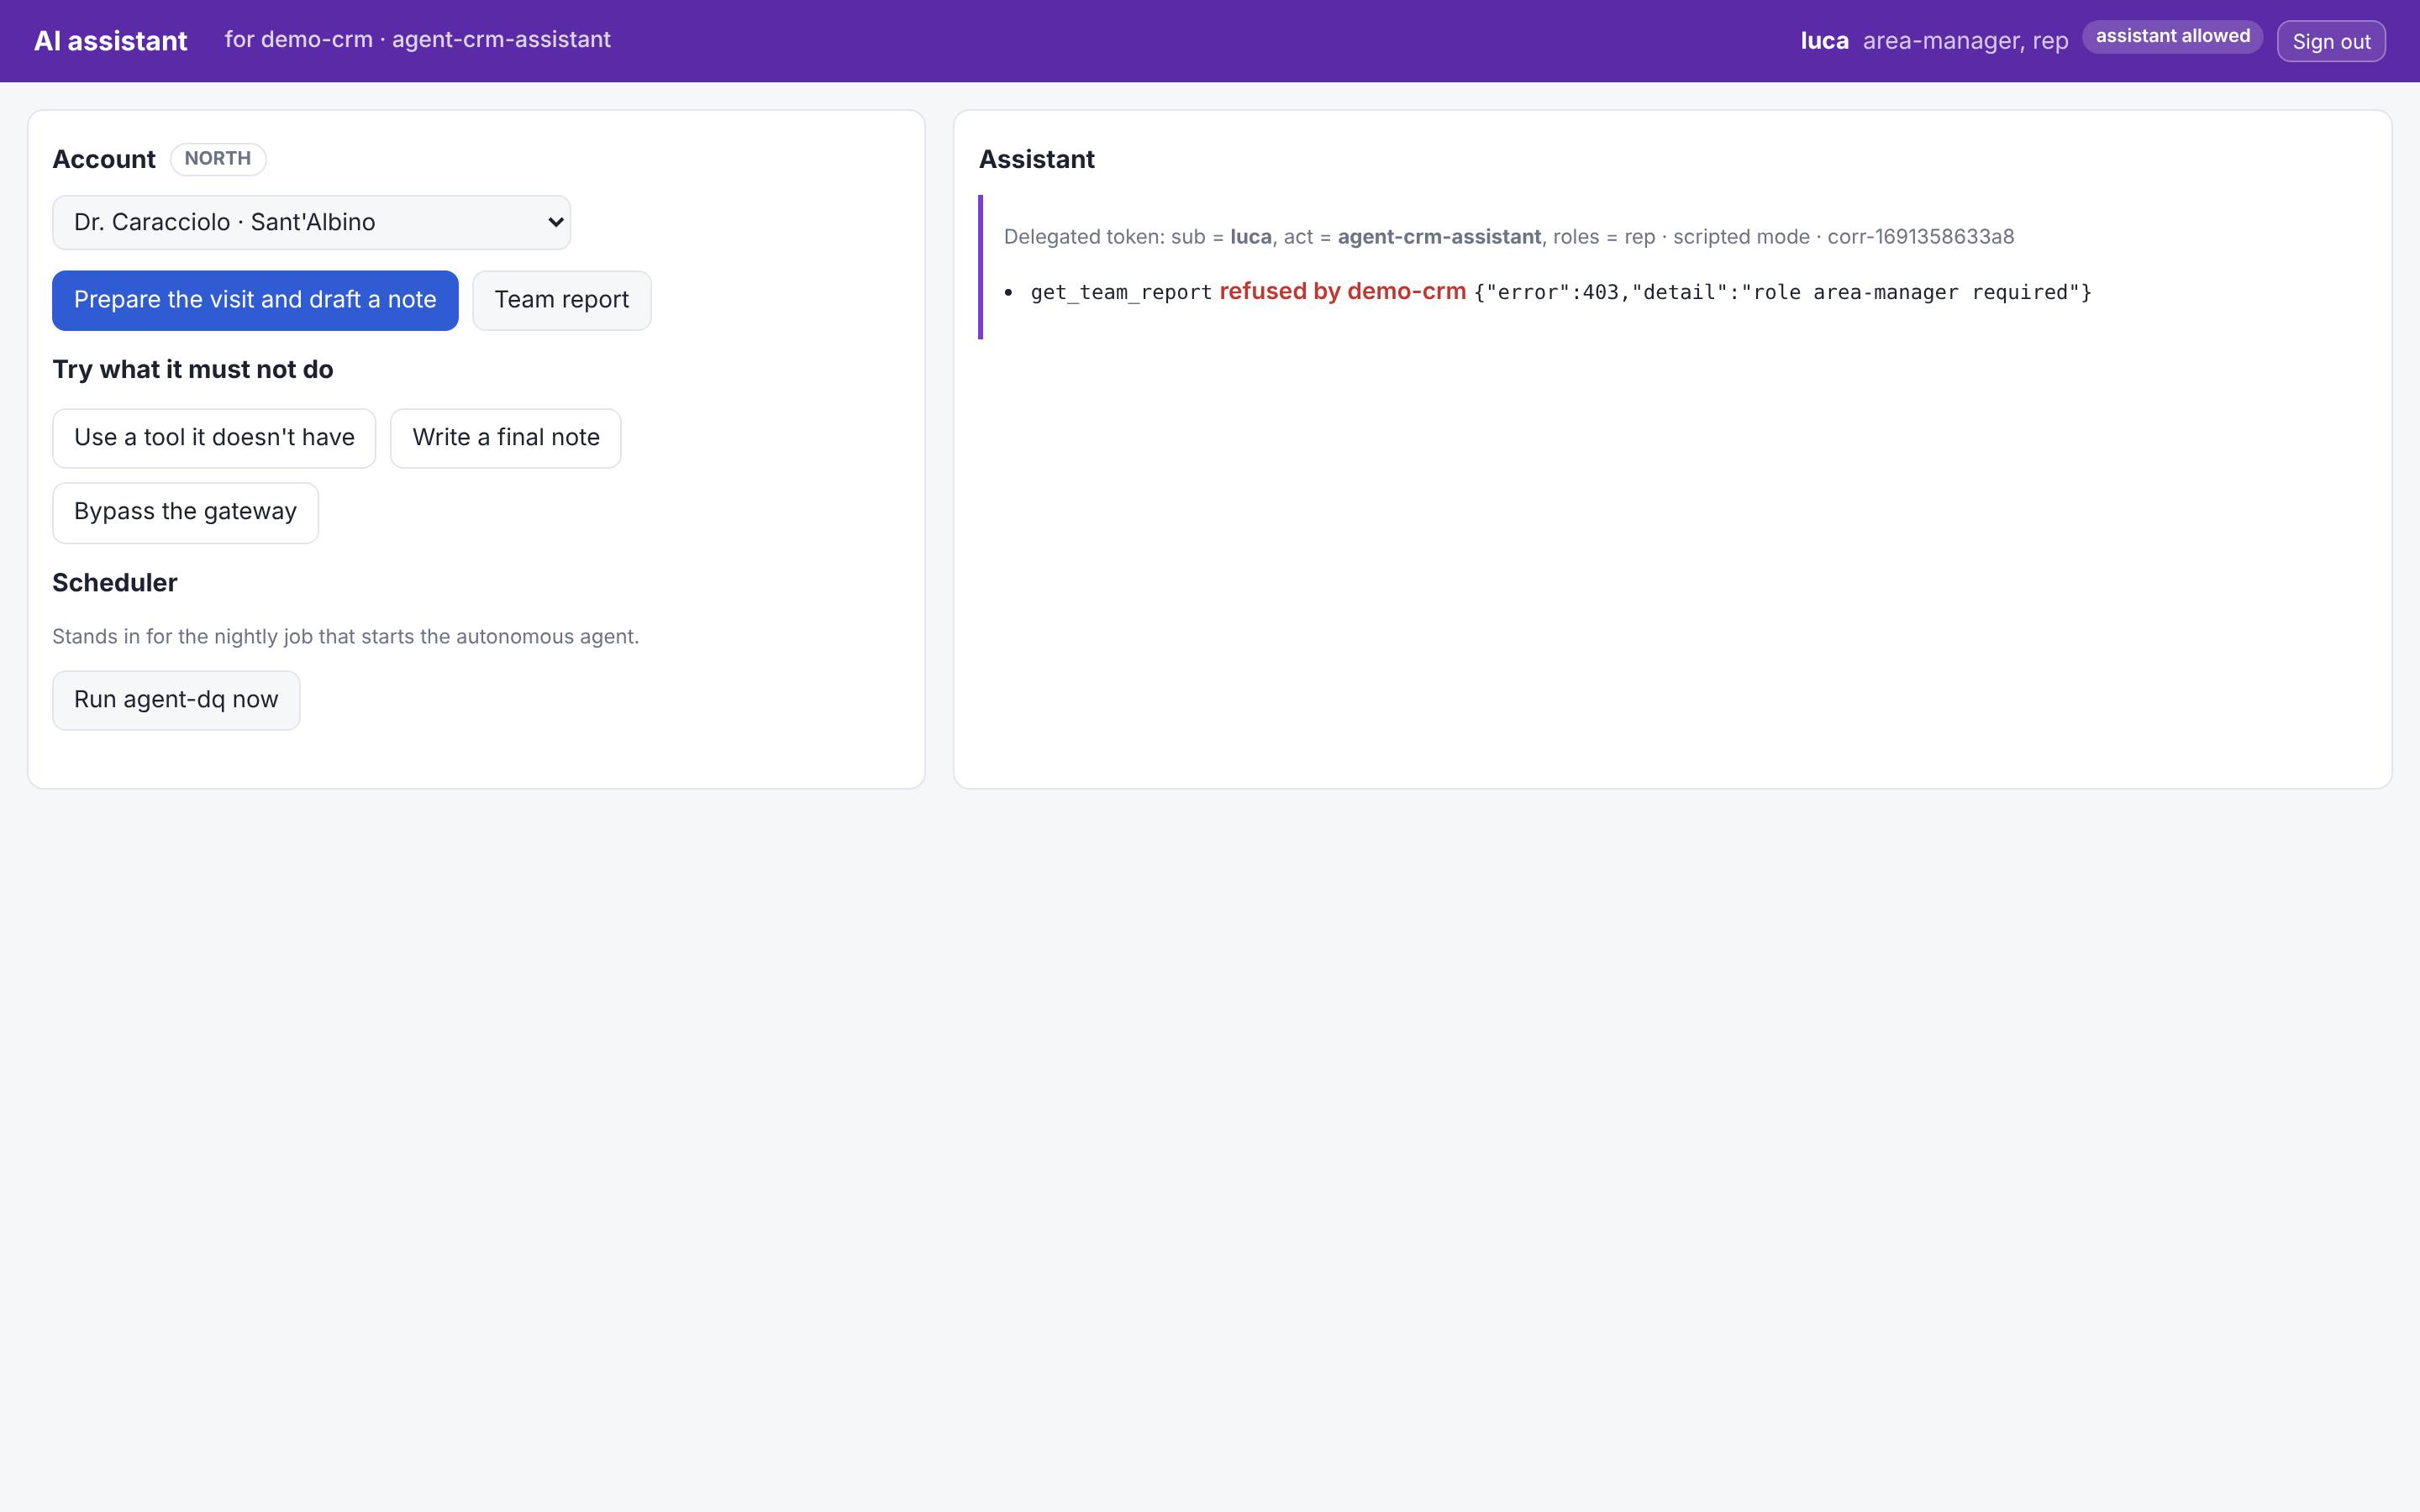 AI assistant for demo-crm · agent-crm-assistant
luca area-manager, rep assistant allowed Sign out
Account NORTH
Dr. Caracciolo · Sant'Albino
Prepare the visit and draft a note Team report
Try what it must not do
Use a tool it doesn't have Write a final note
Bypass the gateway
Scheduler
Stands in for the nightly job that starts the autonomous agent.
Run agent-dq now
Assistant
Delegated token: sub = luca, act = agent-crm-assistant, roles = rep · scripted mode · corr-1691358633a8
• get_team_report refused by demo-crm {"error":403,"detail":"role area-manager required"}